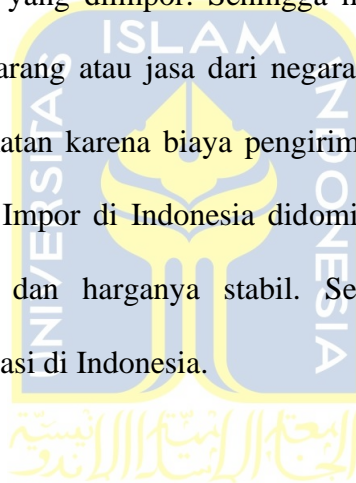 yang diimpor. Sehingga
arang atau jasa dari negara
atan karena biaya pengirim
Impor di Indonesia didomi
dan harganya stabil. Se
asi di Indonesia.
ISLAM
UNIVERSITAS
INDONESIA